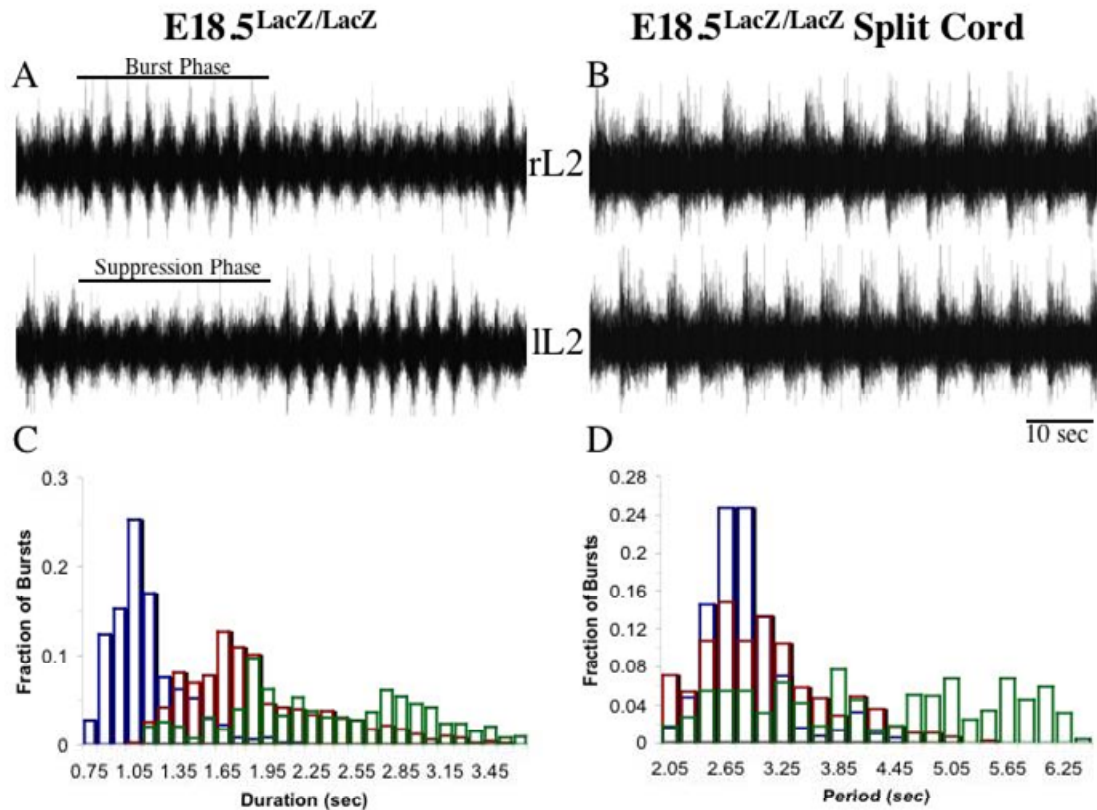 E18.5LacZ/LacZ
E18.5LacZ/LacZ Split Cord
A
Burst Phase
B
rL2
Suppression Phase
lL2
10 sec
C
D
0.3
0.2
0.1
0
Fraction of Bursts
0.75 1.05 1.35 1.65 1.95 2.25 2.55 2.85 3.15 3.45
Duration (sec)
0.28
0.24
0.2
0.16
0.12
0.08
0.04
0
Fraction of Bursts
2.05 2.65 3.25 3.85 4.45 5.05 5.65 6.25
Period (sec)